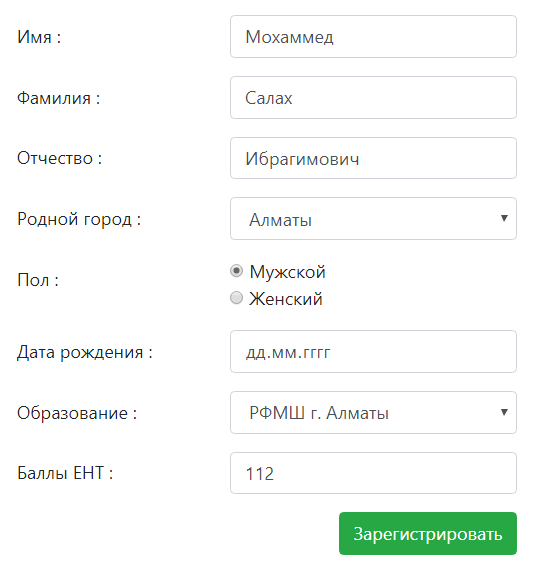 Имя : Мохаммед
Фамилия : Салах
Отчество : Ибрагимович
Родной город : Алматы
Пол : Мужской
Женский
Дата рождения : дд.мм.гггг
Образование : РФМШ г. Алматы
Баллы ЕНТ : 112
Зарегистрировать